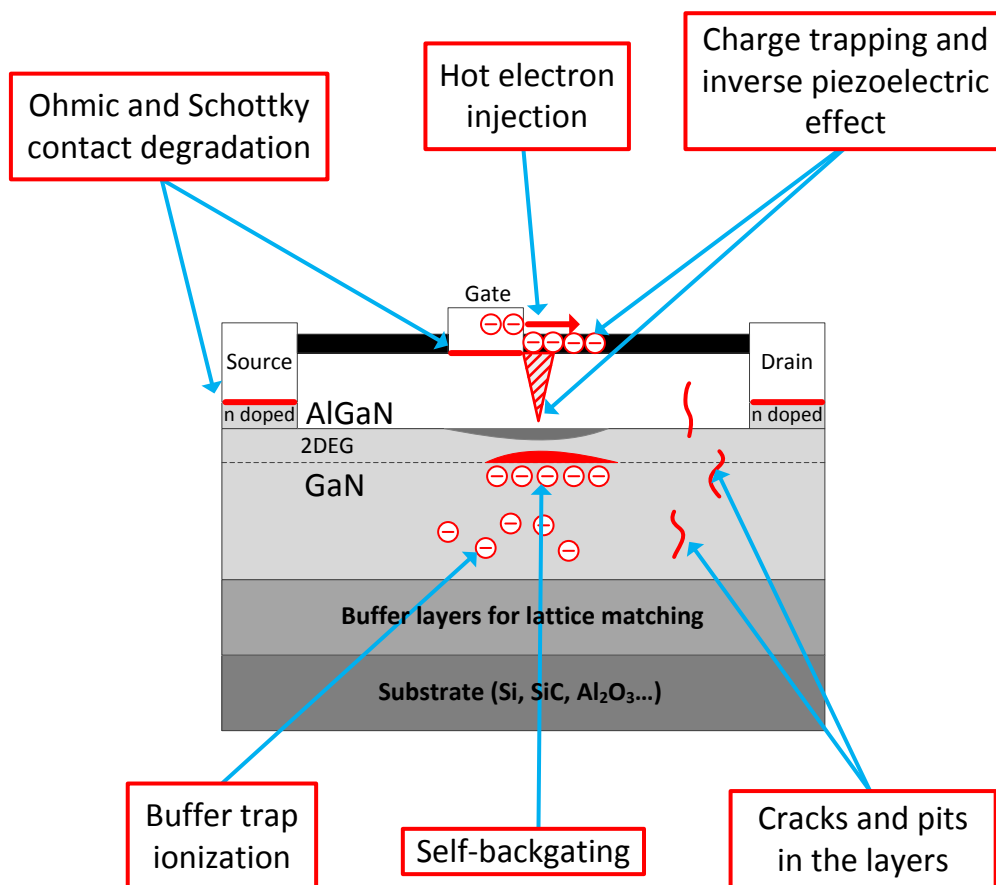 Charge trapping and
inverse piezoelectric
effect
Hot electron
injection
Ohmic and Schottky
contact degradation
Gate
Source
Drain
n doped
AlGaN
n doped
2DEG
GaN
Buffer layers for lattice matching
Substrate (Si, SiC, Al₂O₃...)
Buffer trap
ionization
Self-backgating
Cracks and pits
in the layers